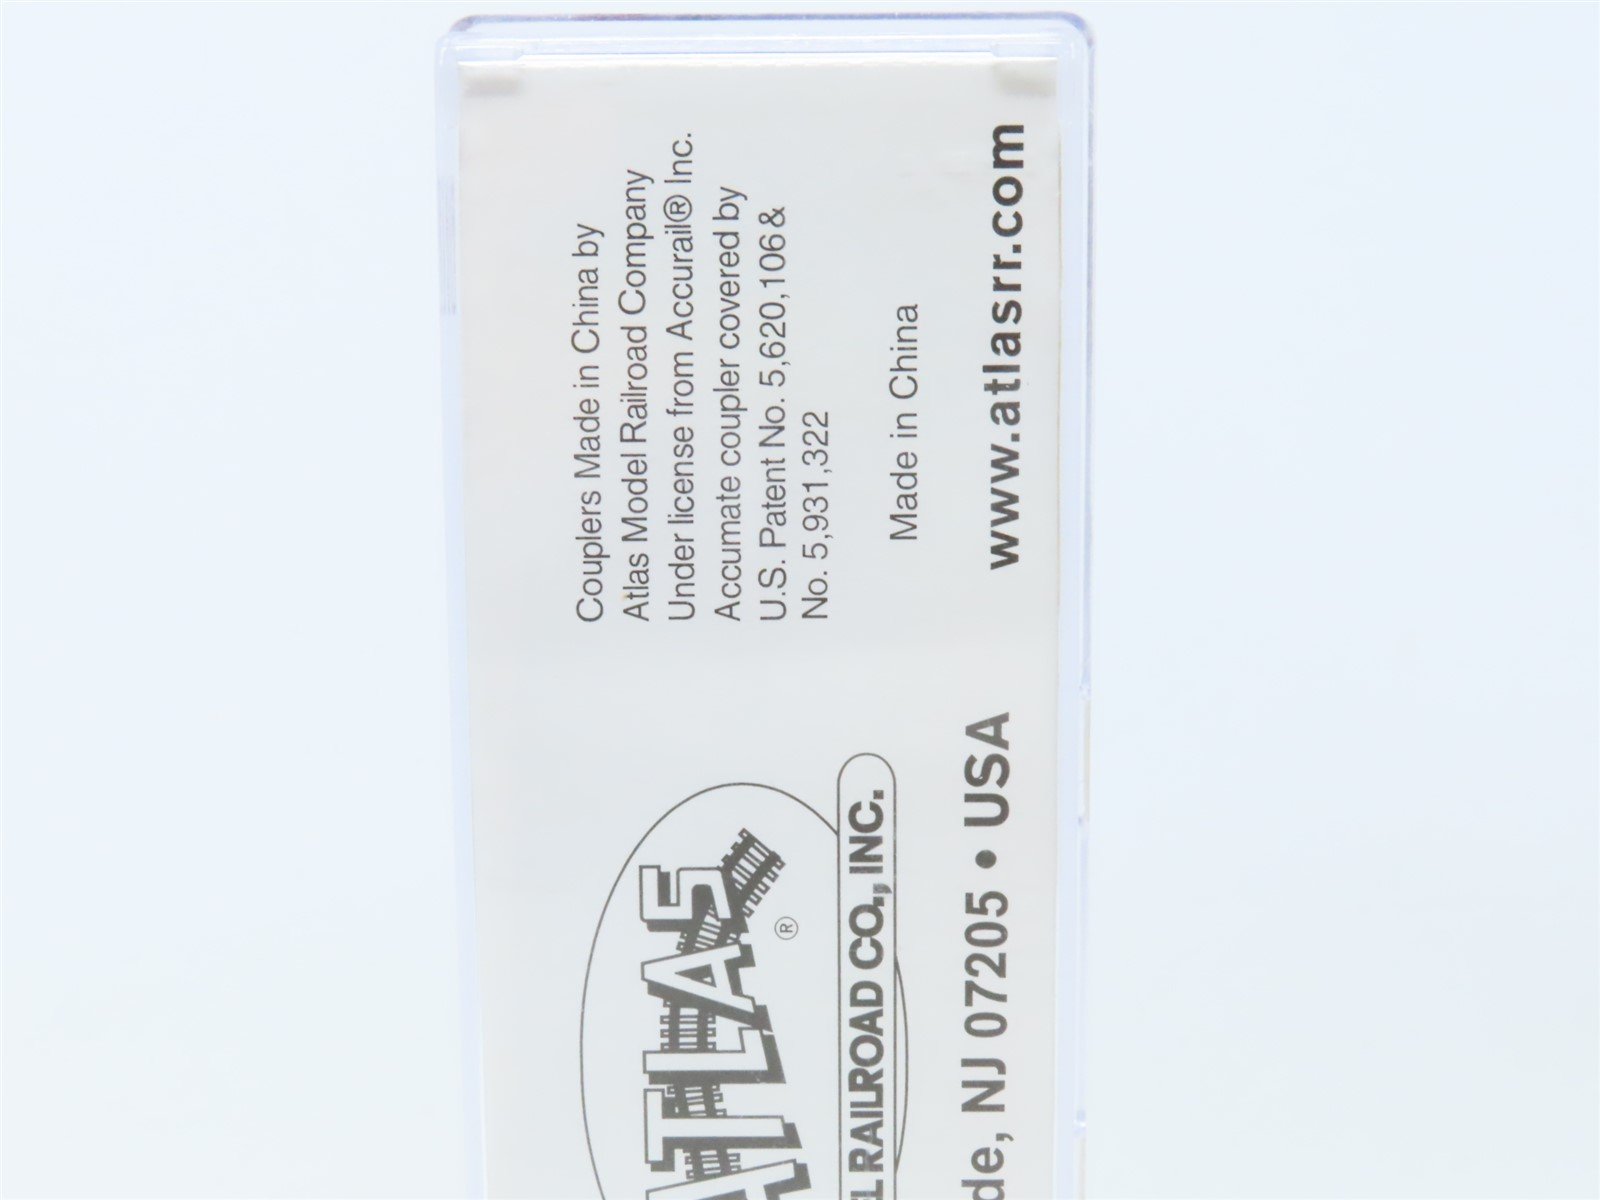 Couplers Made in China by
Atlas Model Railroad Company
Under license from Accurail® Inc.
Accumate coupler covered by
U.S. Patent No. 5,620,106 &
No. 5,931,322
Made in China
www.atlasrr.com
ATLAS ®
RAILROAD CO., INC.
NJ 07205 • USA